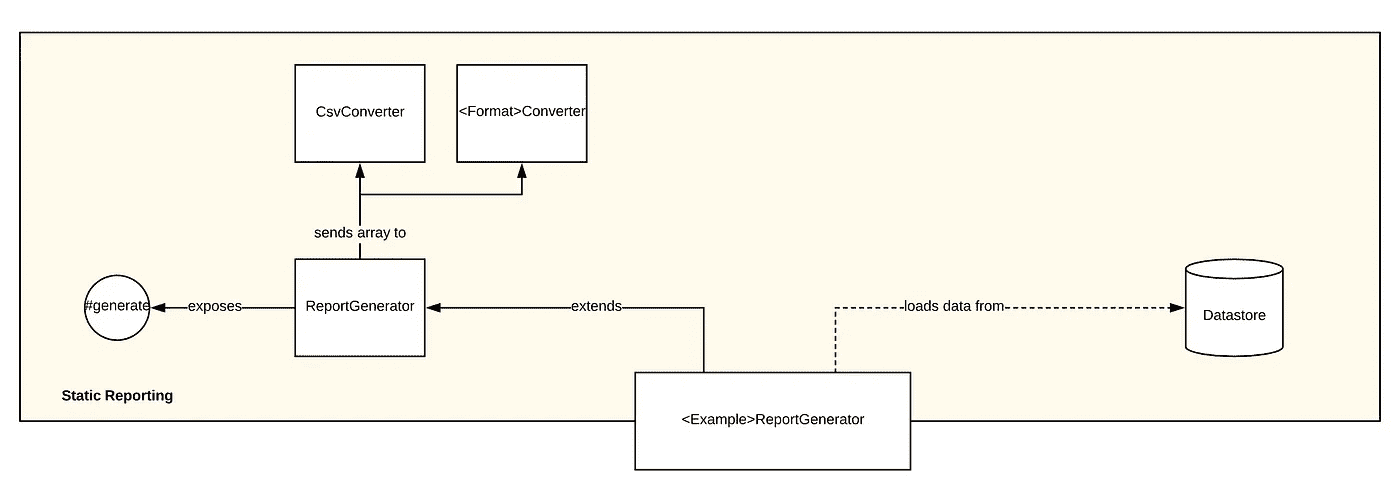 CsvConverter
<Format>Converter
sends array to
#generate
exposes
ReportGenerator
extends
loads data from
Datastore
Static Reporting
<Example>ReportGenerator